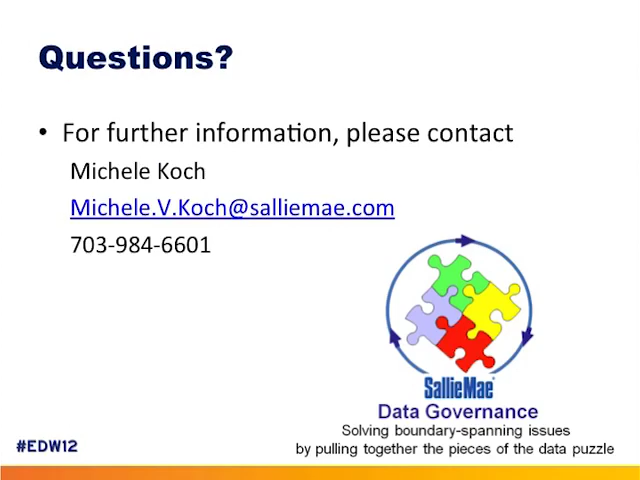 Questions?
• For further information, please contact
Michele Koch
Michele.V.Koch@salliemae.com
703-984-6601
SallieMae
Data Governance
Solving boundary-spanning issues
by pulling together the pieces of the data puzzle
#EDW12